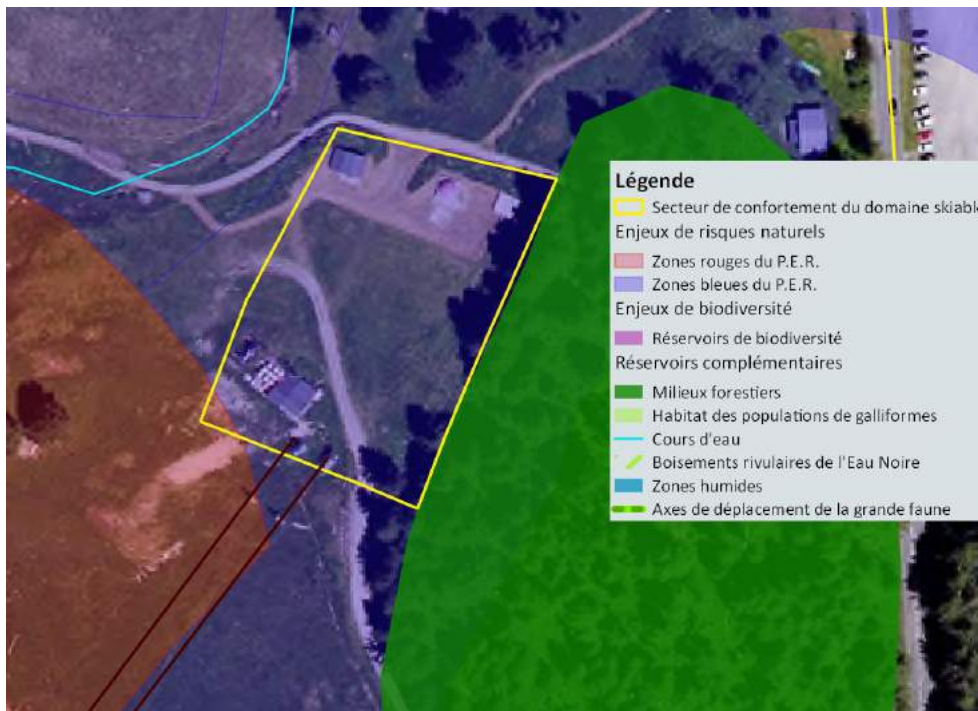 Légende
Secteur de confortement du domaine skiable
Enjeux de risques naturels
Zones rouges du P.E.R.
Zones bleues du P.E.R.
Enjeux de biodiversité
Réservoirs de biodiversité
Réservoirs complémentaires
Milieux forestiers
Habitat des populations de galliformes
Cours d'eau
Boisements rivulaires de l'Eau Noire
Zones humides
Axes de déplacement de la grande faune